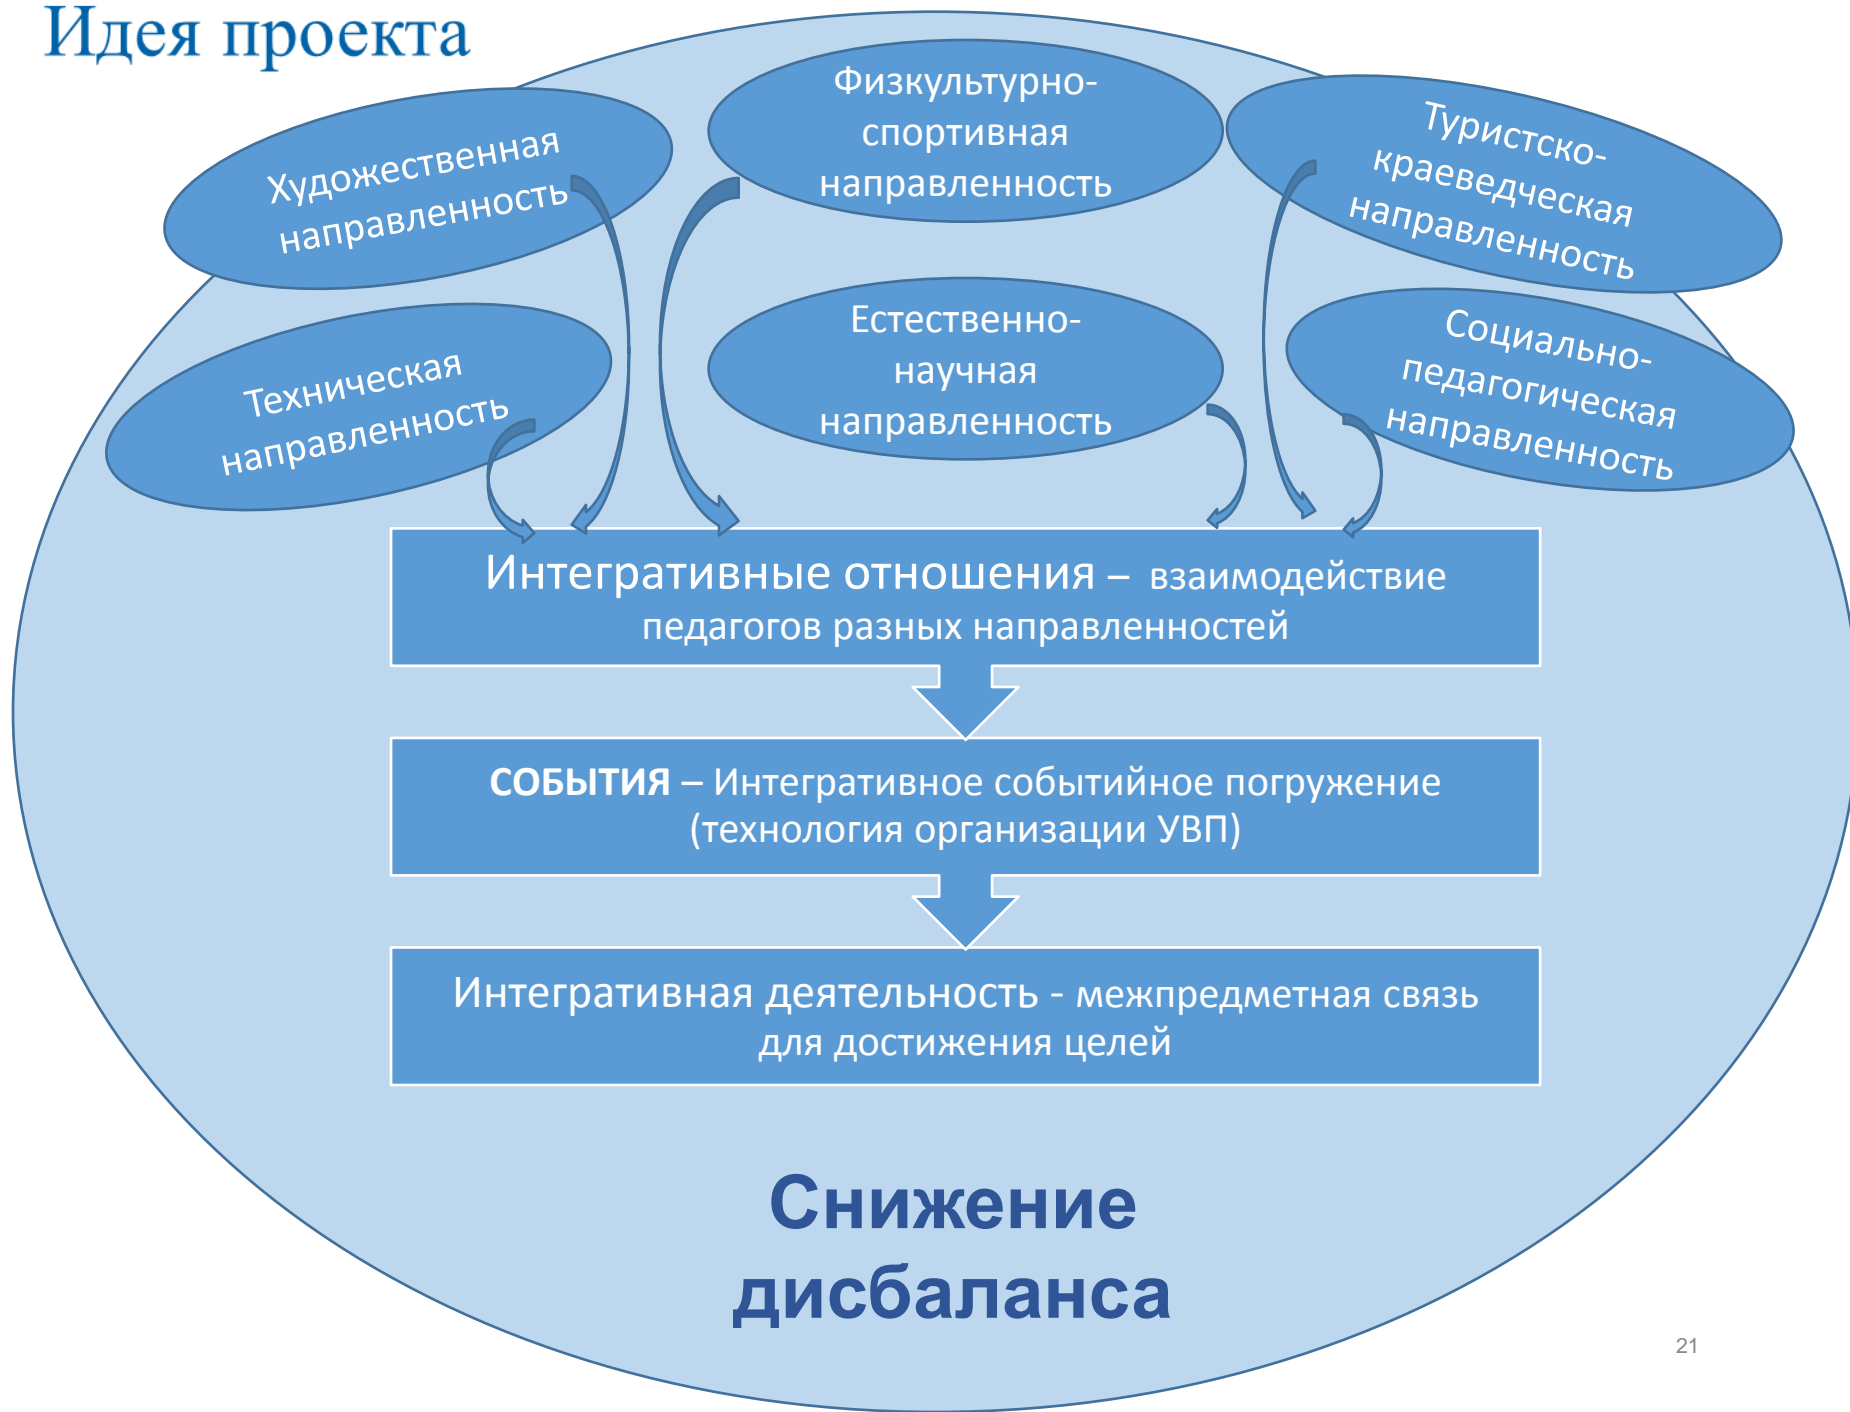 Идея проекта
Художественная
направленность
Физкультурно-
спортивная
направленность
Туристско-
краеведческая
направленность
Техническая
направленность
Естественно-
научная
направленность
Социально-
педагогическая
направленность
Интегративные отношения – взаимодействие
педагогов разных направленностей
СОБЫТИЯ – Интегративное событийное погружение
(технология организации УВП)
Интегративная деятельность - межпредметная связь
для достижения целей
Снижение
дисбаланса
21